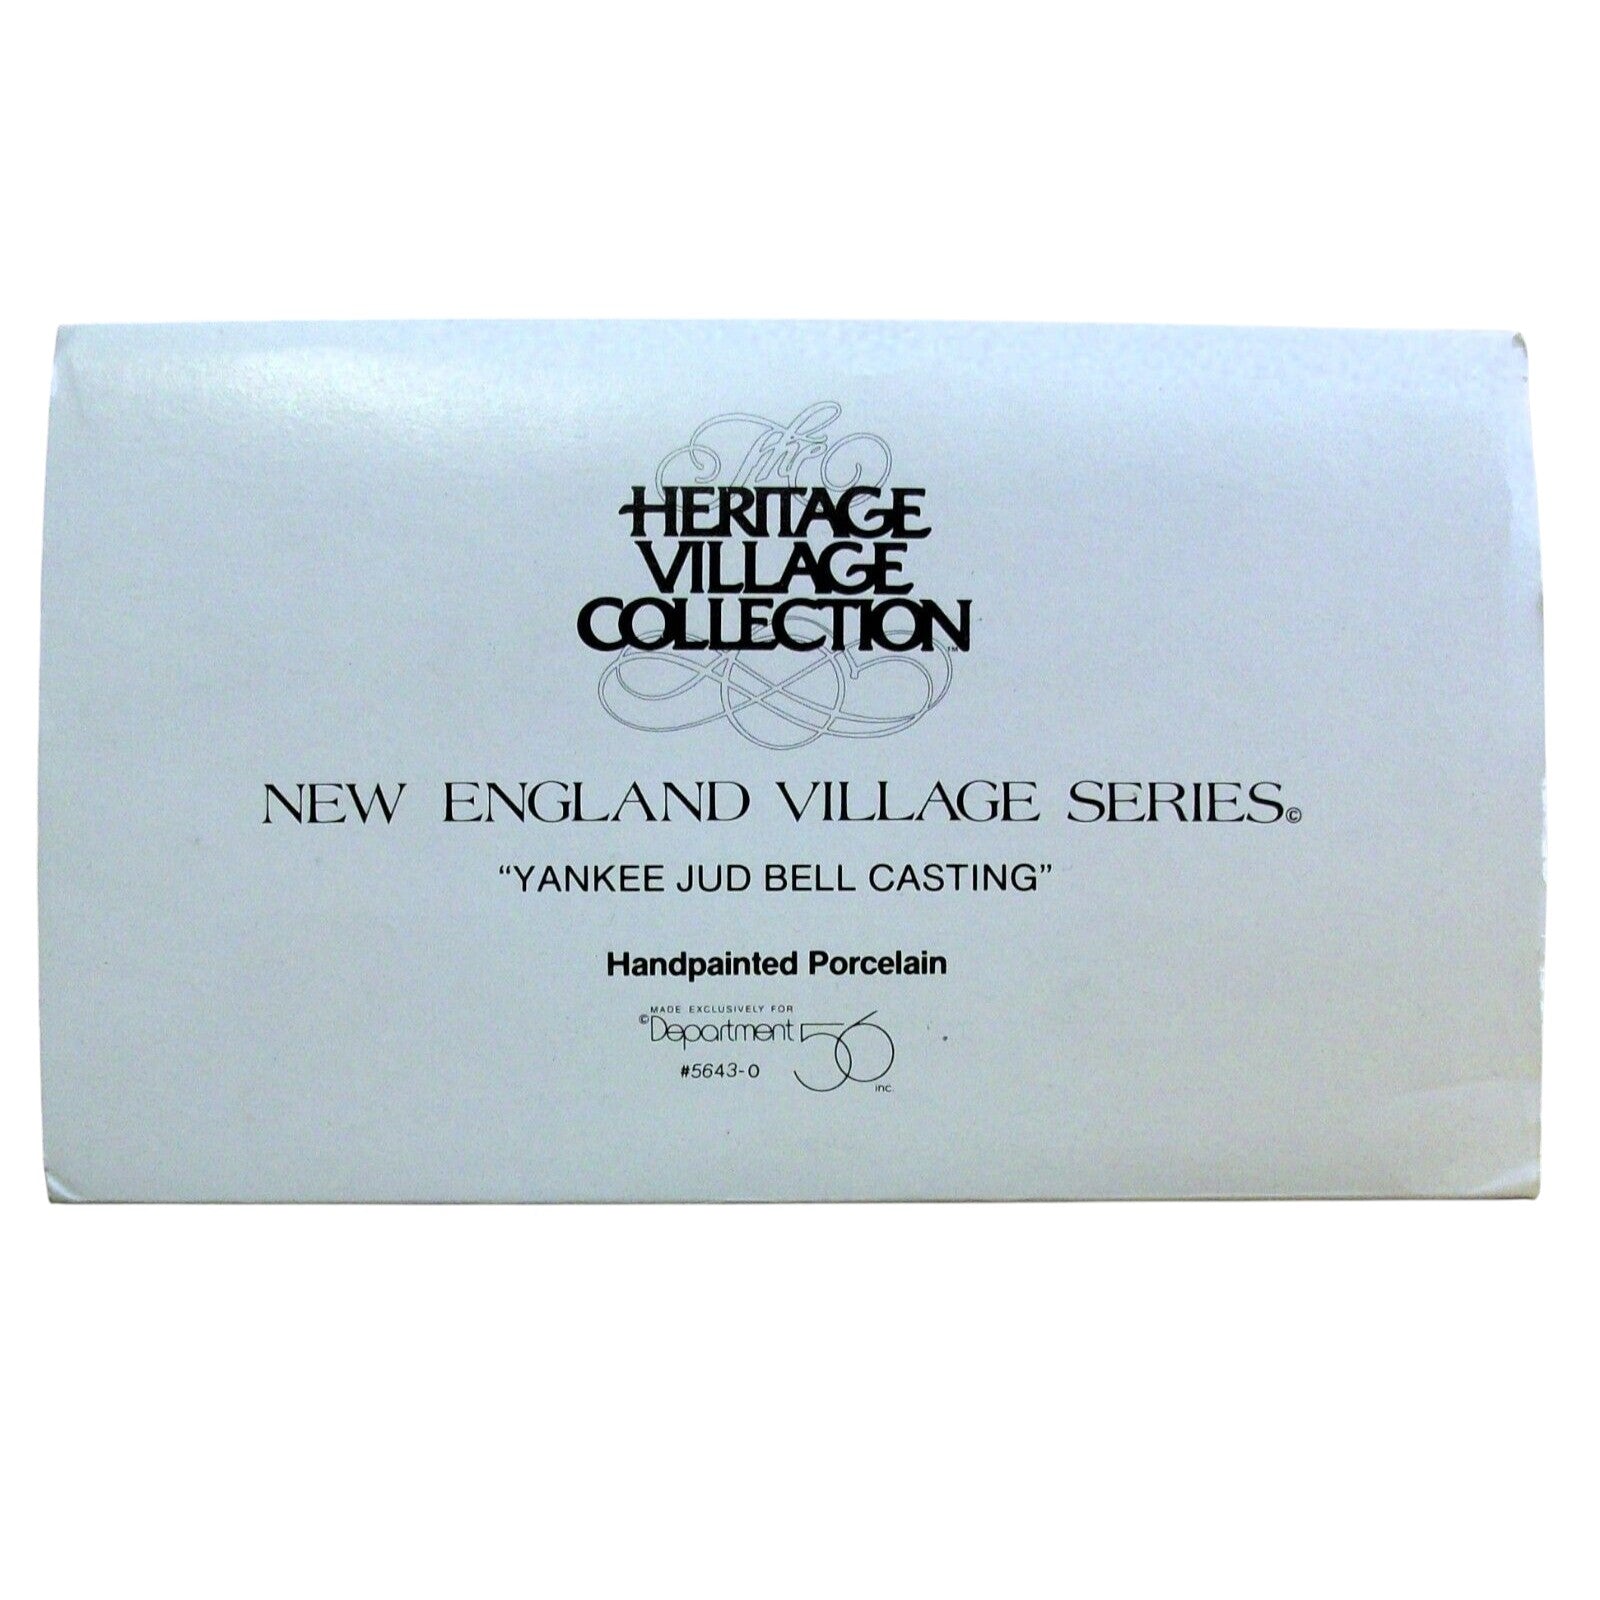 The
HERITAGE
VILLAGE
COLLECTION™
NEW ENGLAND VILLAGE SERIES©
“YANKEE JUD BELL CASTING”
Handpainted Porcelain
MADE EXCLUSIVELY FOR
©Department 56 inc.
#5643-0